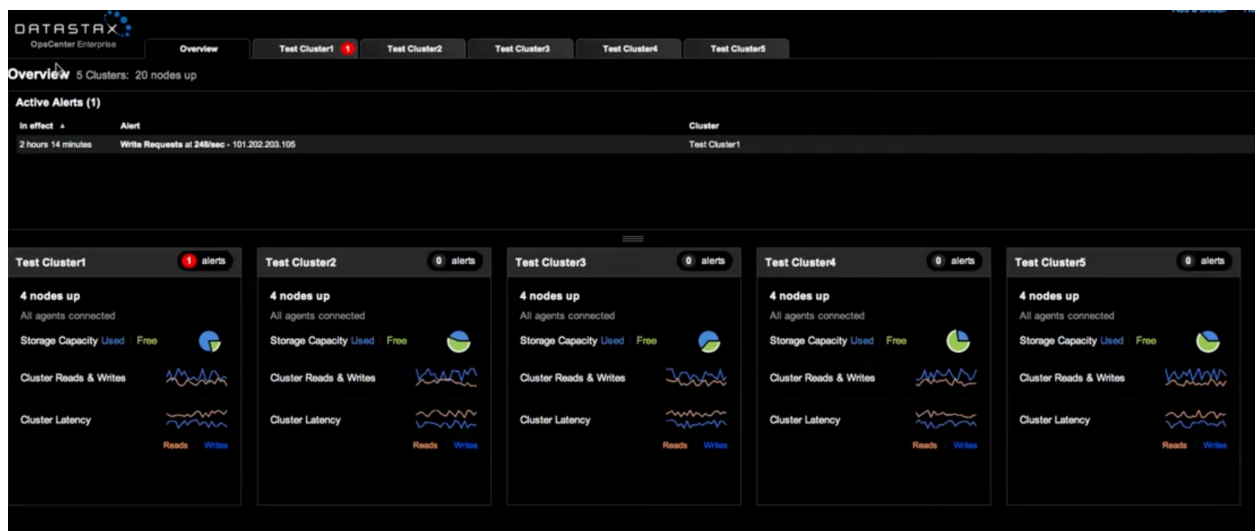 DATASTAX
OpsCenter Enterprise
Overview
Test Cluster1 1
Test Cluster2
Test Cluster3
Test Cluster4
Test Cluster5
Overview 5 Clusters: 20 nodes up
Active Alerts (1)
In effect Alert Cluster
2 hours 14 minutes Write Requests at 248/sec - 101.202.203.105 Test Cluster1
Test Cluster1 1 alerts
4 nodes up
All agents connected
Storage Capacity Used / Free
Cluster Reads & Writes
Cluster Latency
Reads / Writes
Test Cluster2 0 alerts
4 nodes up
All agents connected
Storage Capacity Used / Free
Cluster Reads & Writes
Cluster Latency
Reads / Writes
Test Cluster3 0 alerts
4 nodes up
All agents connected
Storage Capacity Used / Free
Cluster Reads & Writes
Cluster Latency
Reads / Writes
Test Cluster4 0 alerts
4 nodes up
All agents connected
Storage Capacity Used / Free
Cluster Reads & Writes
Cluster Latency
Reads / Writes
Test Cluster5 0 alerts
4 nodes up
All agents connected
Storage Capacity Used / Free
Cluster Reads & Writes
Cluster Latency
Reads / Writes